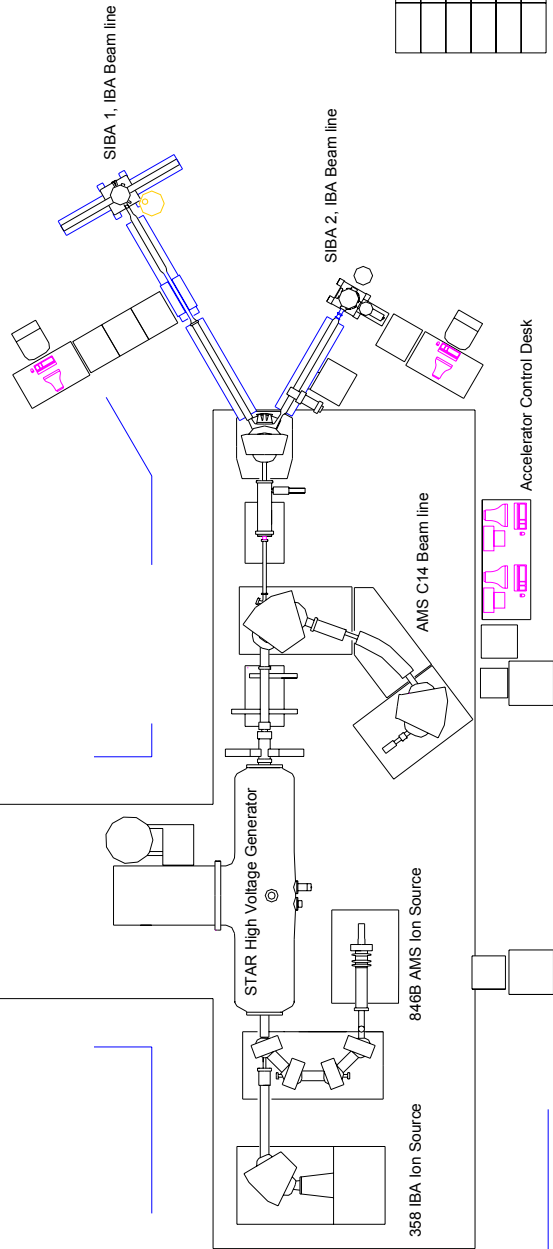 SIBA 1, IBA Beam line
SIBA 2, IBA Beam line
Accelerator Control Desk
AMS C14 Beam line
STAR High Voltage Generator
846B AMS Ion Source
358 IBA Ion Source